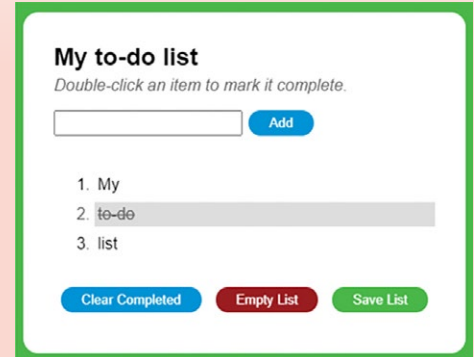 My to-do list
Double-click an item to mark it complete.
Add
1. My
2. to-do
3. list
Clear Completed Empty List Save List